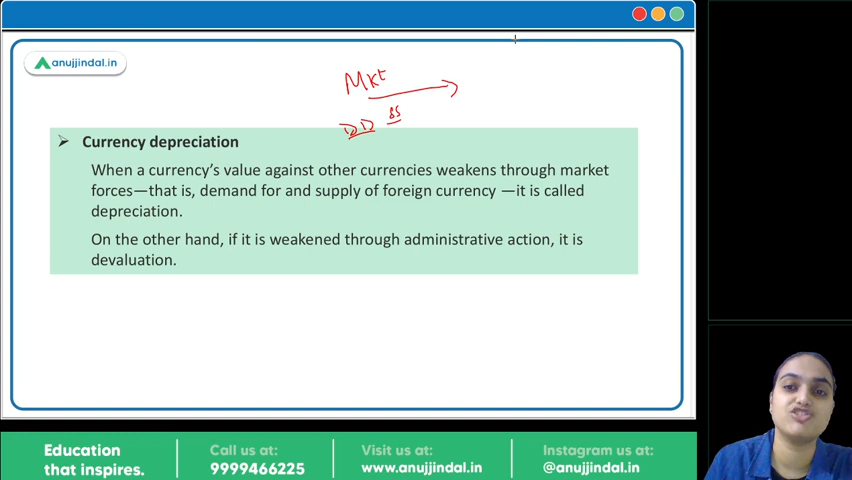 anujjindal.in
Mkt
DD SS
Currency depreciation
When a currency's value against other currencies weakens through market
forces—that is, demand for and supply of foreign currency —it is called
depreciation.
On the other hand, if it is weakened through administrative action, it is
devaluation.
Education
that inspires.
Call us at:
9999466225
Visit us at:
www.anujjindal.in
Instagram us at:
@anujjindal.in